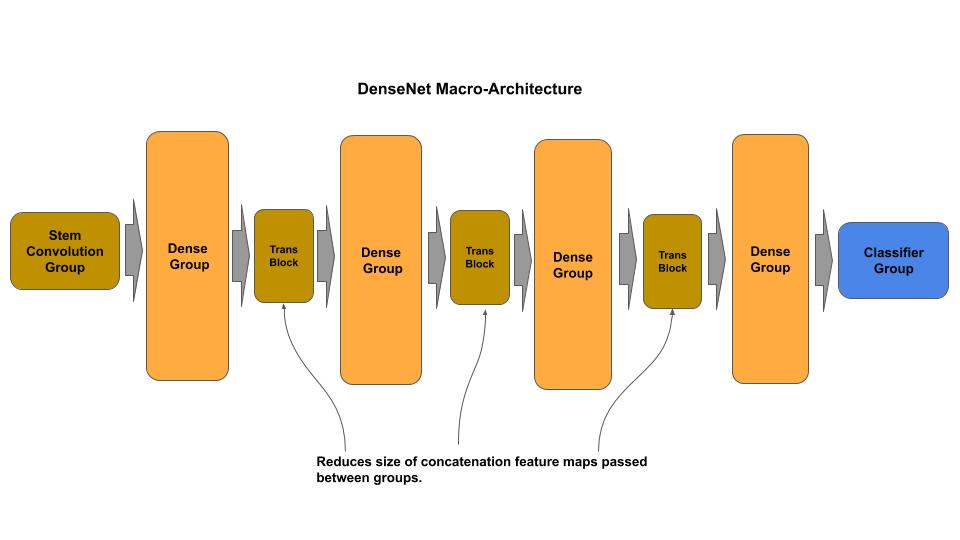 DenseNet Macro-Architecture
Stem
Convolution
Group
Dense
Group
Trans
Block
Dense
Group
Trans
Block
Dense
Group
Trans
Block
Dense
Group
Classifier
Group
Reduces size of concatenation feature maps passed
between groups.